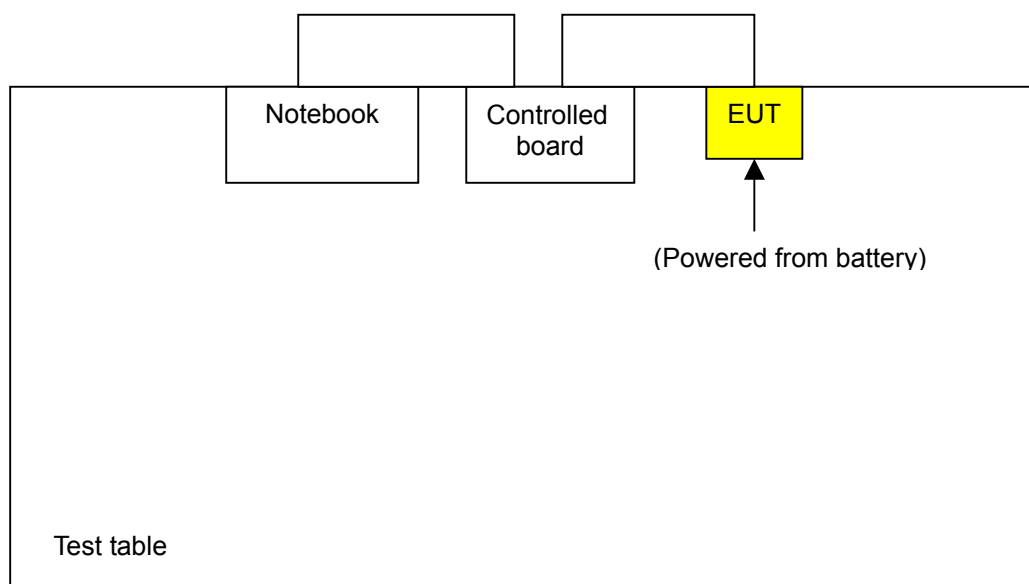 Notebook
Controlled
board
EUT
(Powered from battery)
Test table